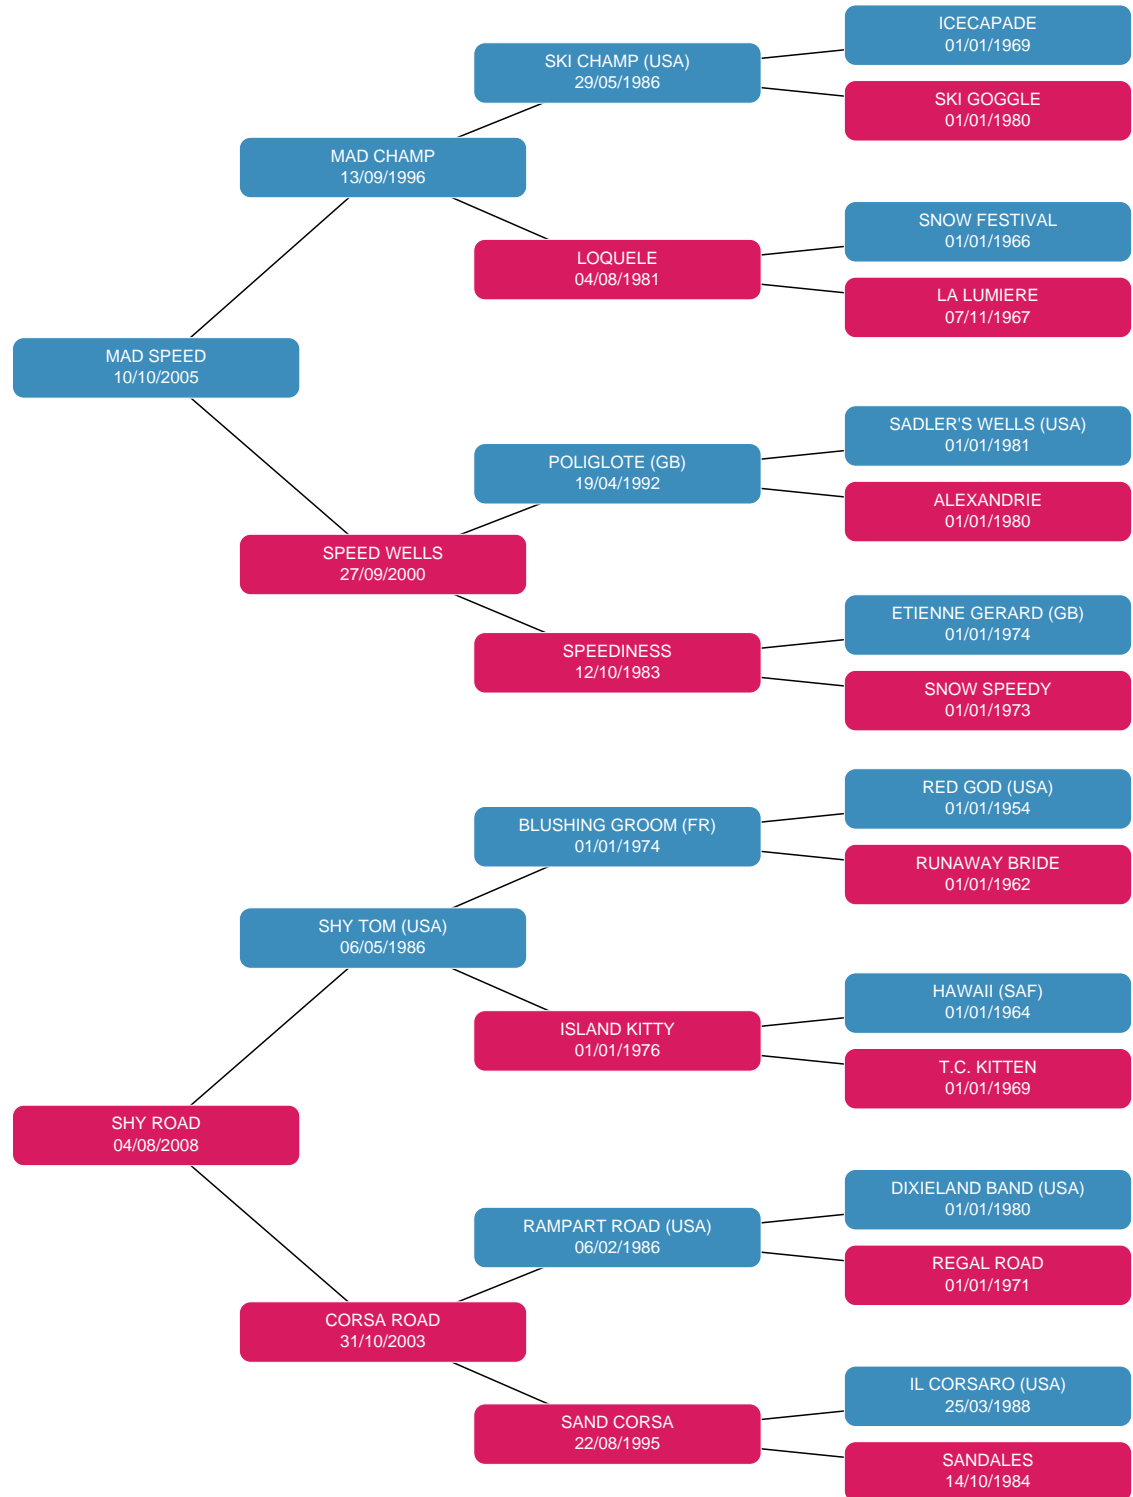 ICECAPADE
01/01/1969
SKI CHAMP (USA)
29/05/1986
SKI GOGGLE
01/01/1980
MAD CHAMP
13/09/1996
SNOW FESTIVAL
01/01/1966
LOQUELE
04/08/1981
LA LUMIERE
07/11/1967
MAD SPEED
10/10/2005
SADLER'S WELLS (USA)
01/01/1981
POLIGLOTE (GB)
19/04/1992
ALEXANDRIE
01/01/1980
SPEED WELLS
27/09/2000
ETIENNE GERARD (GB)
01/01/1974
SPEEDINESS
12/10/1983
SNOW SPEEDY
01/01/1973
RED GOD (USA)
01/01/1954
BLUSHING GROOM (FR)
01/01/1974
RUNAWAY BRIDE
01/01/1962
SHY TOM (USA)
06/05/1986
HAWAII (SAF)
01/01/1964
ISLAND KITTY
01/01/1976
T.C. KITTEN
01/01/1969
SHY ROAD
04/08/2008
DIXIELAND BAND (USA)
01/01/1980
RAMPART ROAD (USA)
06/02/1986
REGAL ROAD
01/01/1971
CORSA ROAD
31/10/2003
IL CORSARO (USA)
25/03/1988
SAND CORSA
22/08/1995
SANDALES
14/10/1984